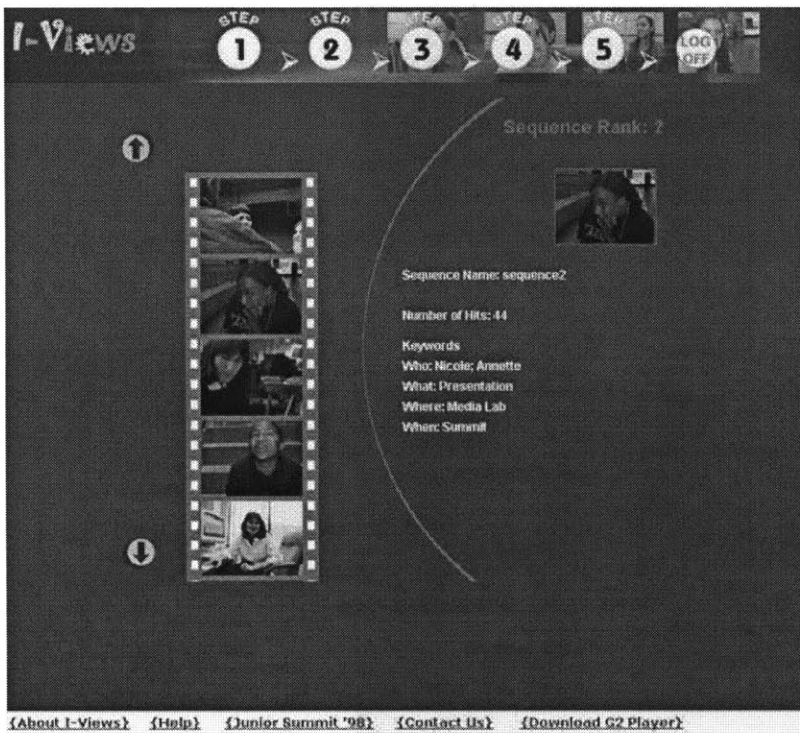 I-Views
STEP 1 STEP 2 STEP 3 STEP 4 STEP 5 LOG OFF
Sequence Rank: 2
Sequence Name: sequence2
Number of Hits: 44
Keywords
Who: Nicole; Annette
What: Presentation
Where: Media Lab
When: Summit
{About I-Views} {Help} {Junior Summit '98} {Contact Us} {Download G2 Player}